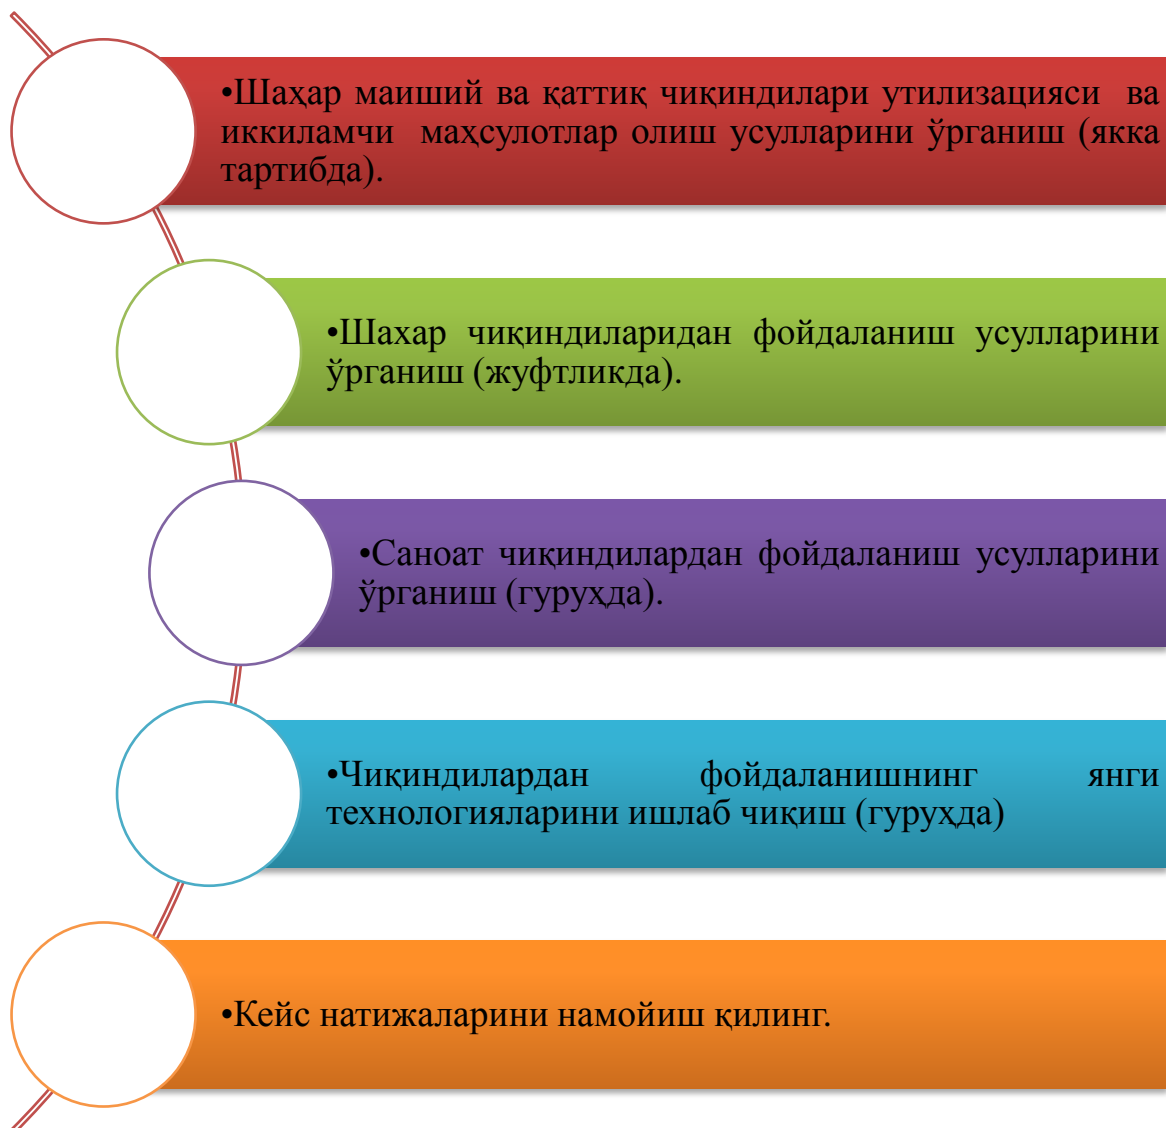 •Шаҳар маиший ва қаттиқ чиқиндилари утилизацияси ва
иккиламчи маҳсулотлар олиш усулларини ўрганиш (якка
тартибда).
•Шахар чиқиндиларидан фойдаланиш усулларини
ўрганиш (жуфтликда).
•Саноат чиқиндилардан фойдаланиш усулларини
ўрганиш (гуруҳда).
•Чиқиндилардан фойдаланишнинг янги
технологияларини ишлаб чиқиш (гуруҳда)
•Кейс натижаларини намойиш қилинг.